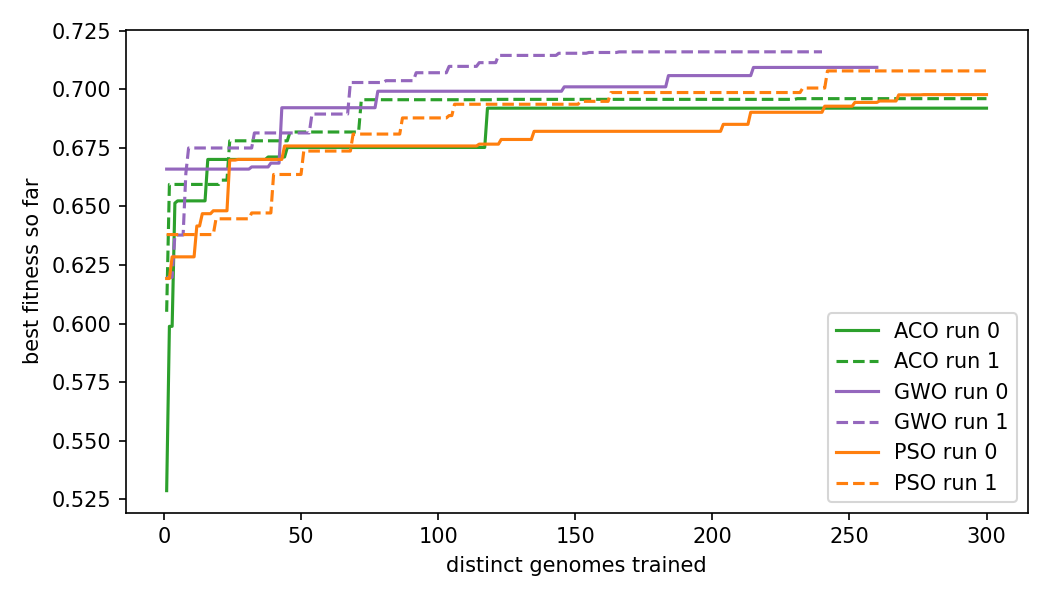 0.725
0.700
0.675
0.650
0.625
0.600
0.575
0.550
0.525
best fitness so far
0 50 100 150 200 250 300
distinct genomes trained
ACO run 0
ACO run 1
GWO run 0
GWO run 1
PSO run 0
PSO run 1